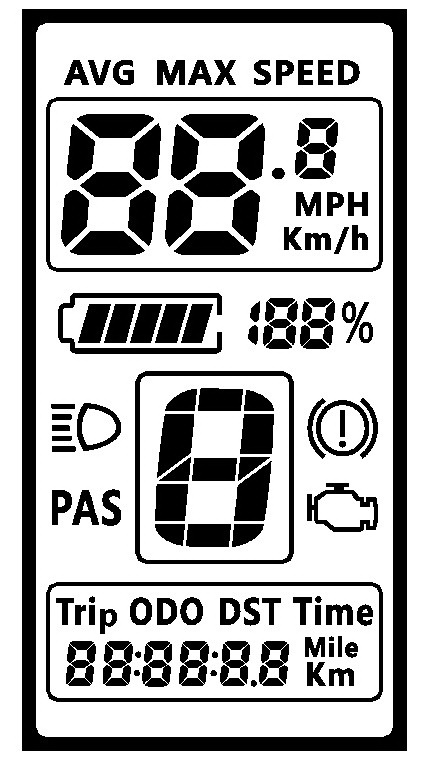 AVG MAX SPEED
88.8
MPH
Km/h
188%
8
PAS
Trip ODO DST Time
88:88:8.8
Mile
Km